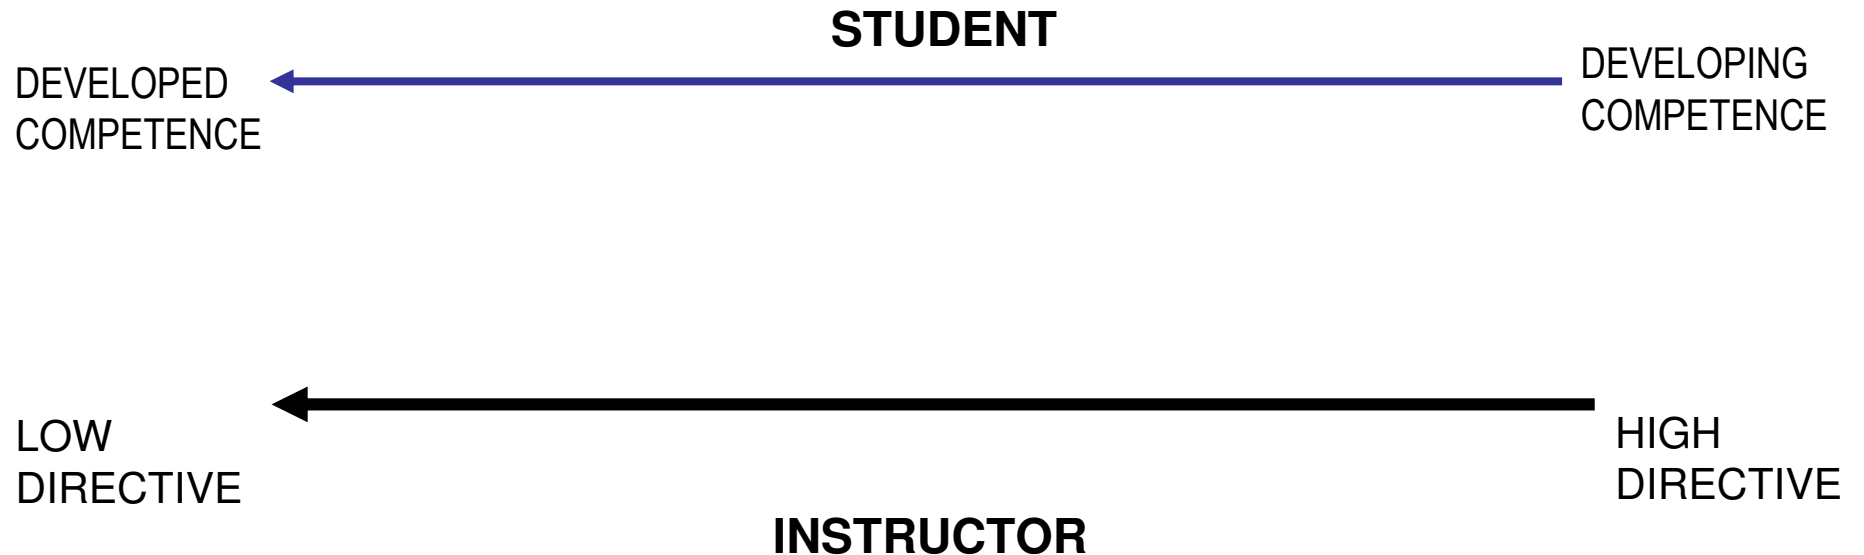 STUDENT
DEVELOPED
COMPETENCE
DEVELOPING
COMPETENCE
LOW
DIRECTIVE
HIGH
DIRECTIVE
INSTRUCTOR